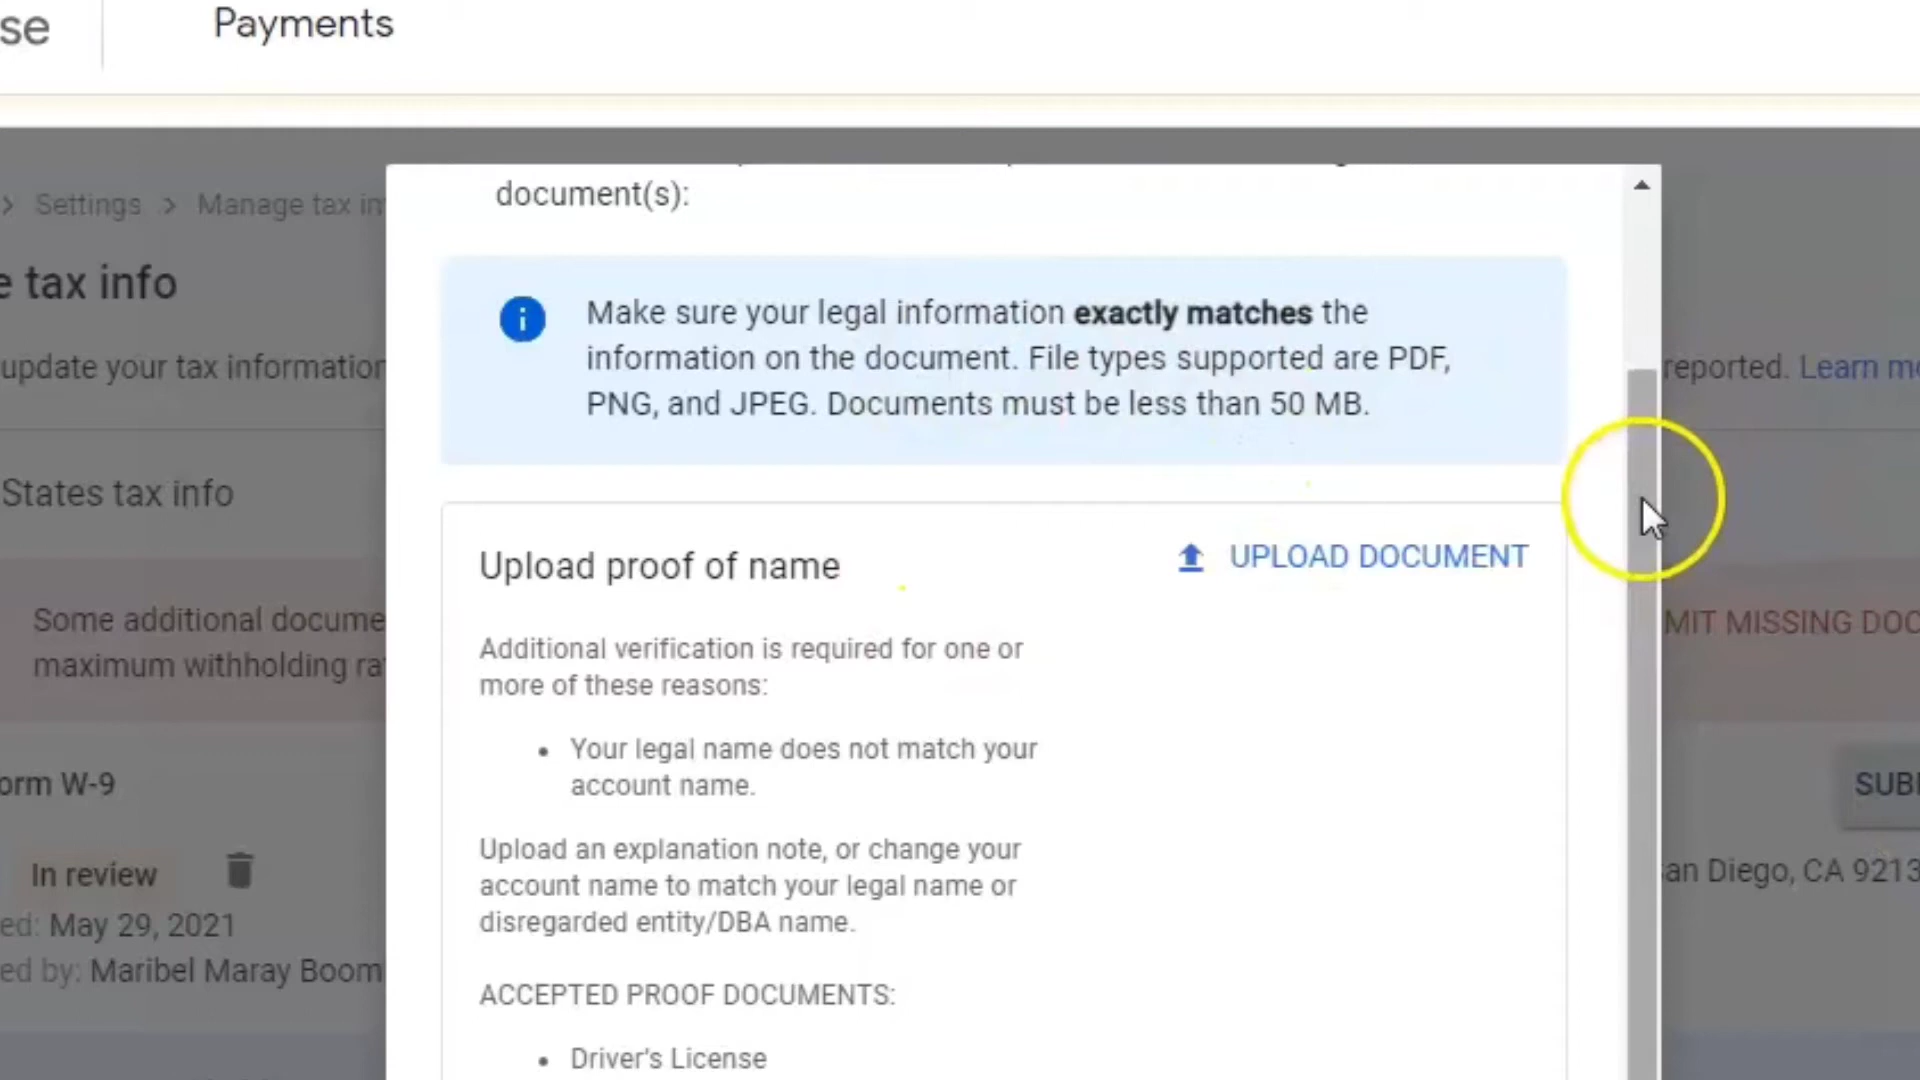 se
Payments
Settings > Manage tax in
e tax info
update your tax information
reported. Learn mo
States tax info
Some additional docume
maximum withholding ra
MIT MISSING DOC
orm W-9
SUB
In review
an Diego, CA 9213
ed: May 29, 2021
ed by: Maribel Maray Boom
document(s):
Make sure your legal information exactly matches the
information on the document. File types supported are PDF,
PNG, and JPEG. Documents must be less than 50 MB.
Upload proof of name
UPLOAD DOCUMENT
Additional verification is required for one or
more of these reasons:
• Your legal name does not match your
account name.
Upload an explanation note, or change your
account name to match your legal name or
disregarded entity/DBA name.
ACCEPTED PROOF DOCUMENTS:
• Driver's License